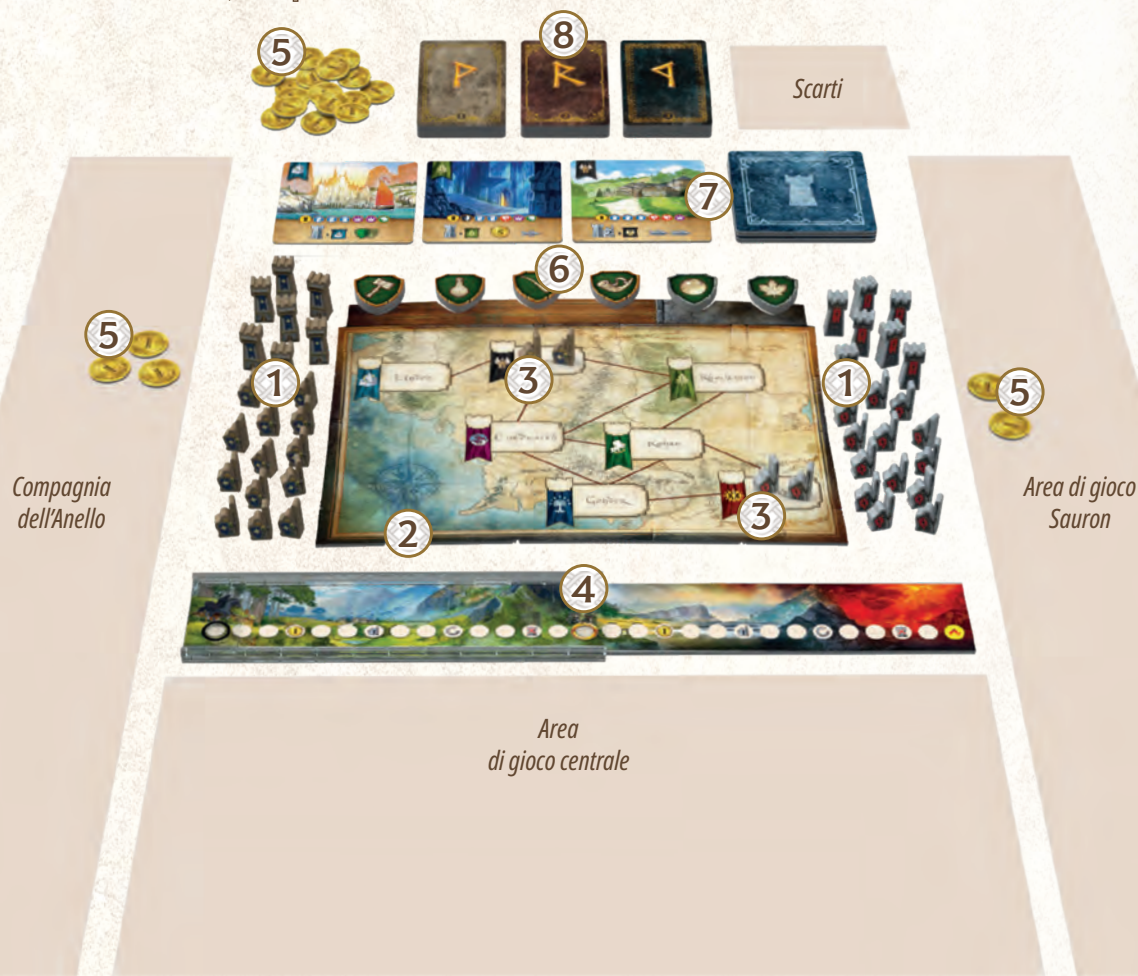 5
8
Scarti
7
6
5
1
3
1
5
Compagnia
dell'Anello
Area di gioco
Sauron
3
2
4
Area
di gioco centrale